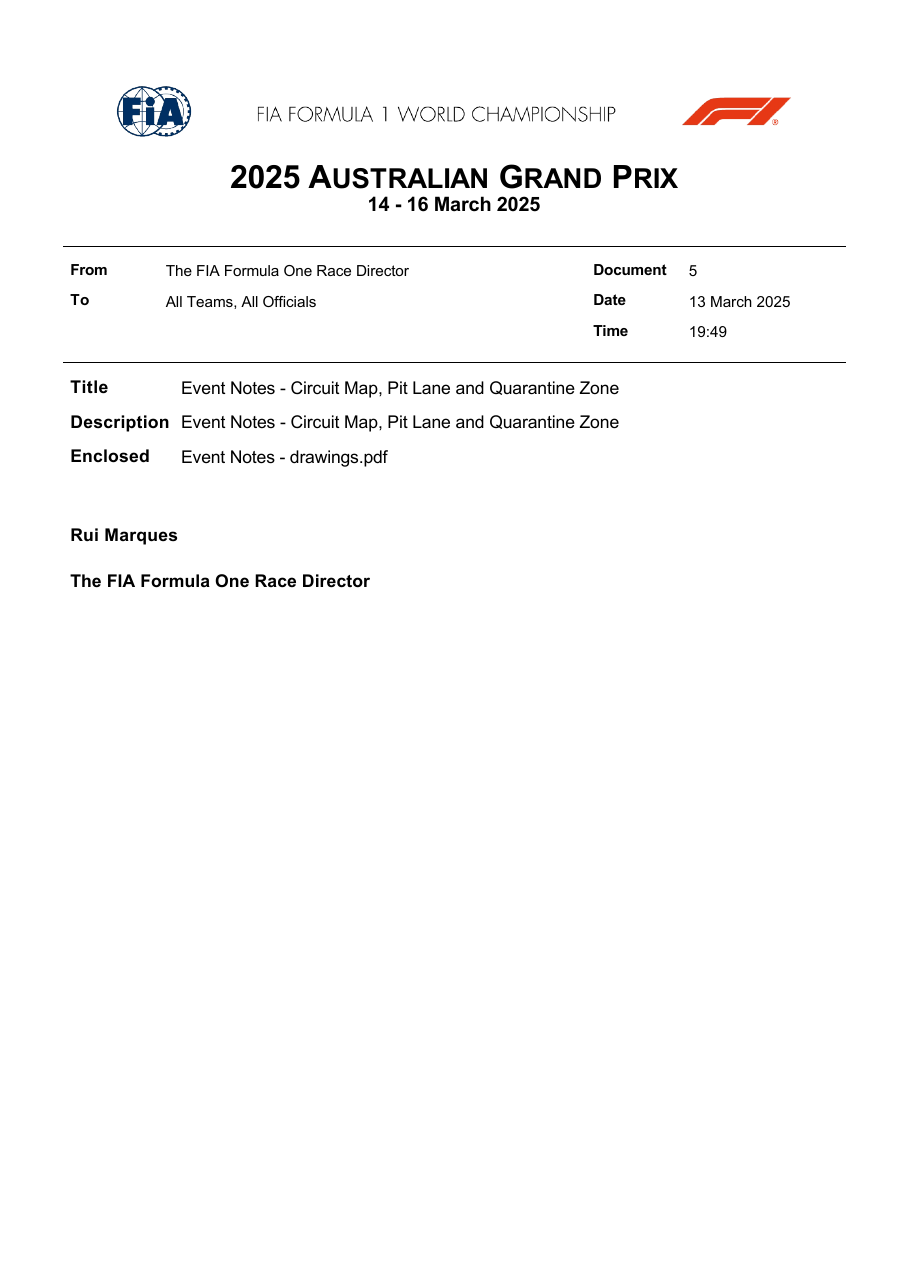 FiA
FIA FORMULA 1 WORLD CHAMPIONSHIP
F1®
2025 AUSTRALIAN GRAND PRIX
14 - 16 March 2025
From The FIA Formula One Race Director Document 5
To All Teams, All Officials Date 13 March 2025
Time 19:49
Title Event Notes - Circuit Map, Pit Lane and Quarantine Zone
Description Event Notes - Circuit Map, Pit Lane and Quarantine Zone
Enclosed Event Notes - drawings.pdf
Rui Marques
The FIA Formula One Race Director